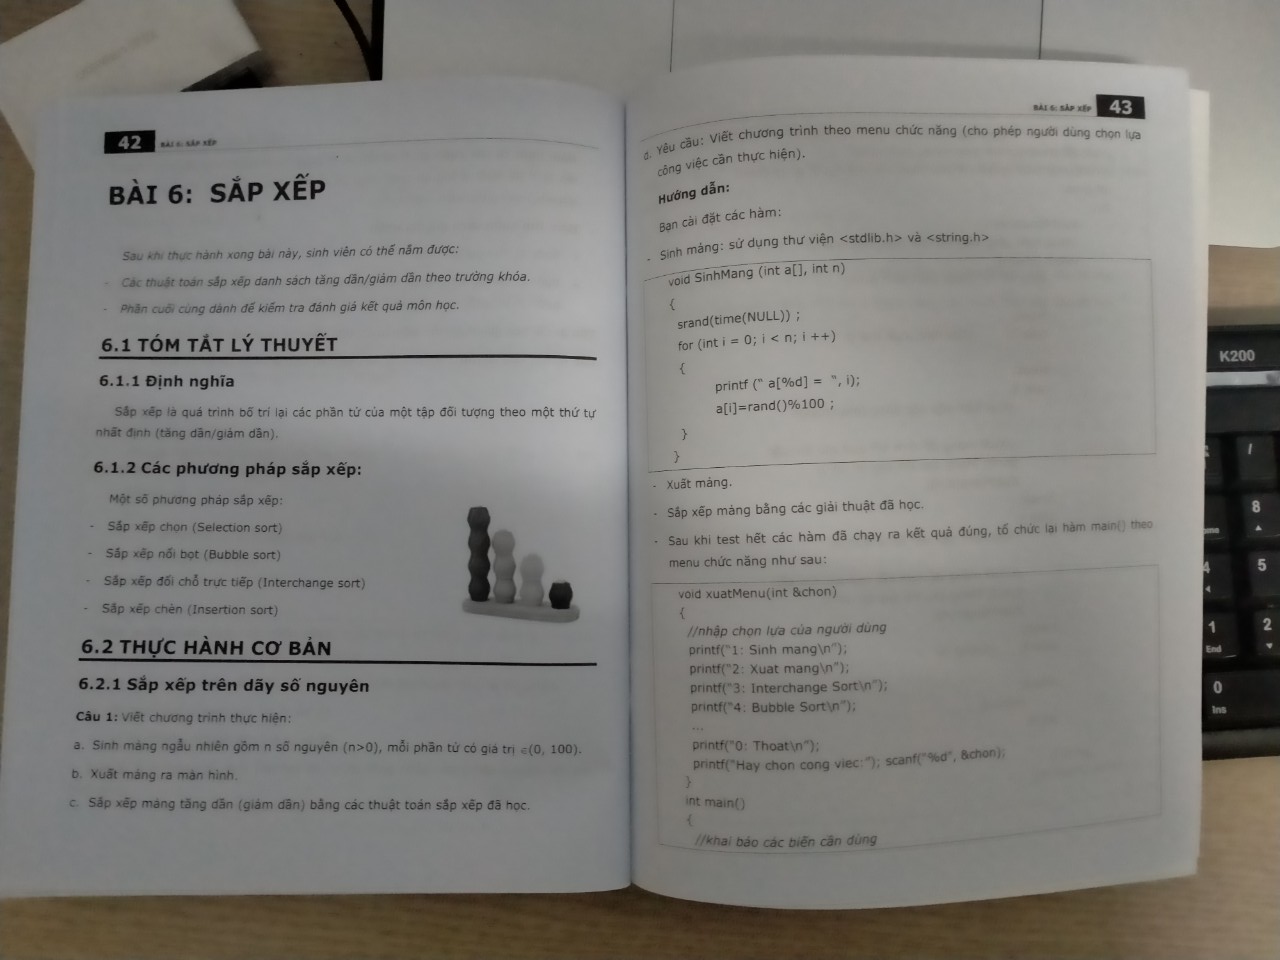 42 BÀI 6: SẮP XẾP
BÀI 6: SẮP XẾP
Sau khi thực hành xong bài này, sinh viên có thể nắm được:
- Các thuật toán sắp xếp danh sách tăng dần/giảm dần theo trường khóa.
- Phần cuối cùng dành để kiểm tra đánh giá kết quả môn học.
6.1 TÓM TẮT LÝ THUYẾT
6.1.1 Định nghĩa
Sắp xếp là quá trình bố trí lại các phần tử của một tập đối tượng theo một thứ tự
nhất định (tăng dần/giảm dần).
6.1.2 Các phương pháp sắp xếp:
Một số phương pháp sắp xếp:
- Sắp xếp chọn (Selection sort)
- Sắp xếp nổi bọt (Bubble sort)
- Sắp xếp đổi chỗ trực tiếp (Interchange sort)
- Sắp xếp chèn (Insertion sort)
6.2 THỰC HÀNH CƠ BẢN
6.2.1 Sắp xếp trên dãy số nguyên
Câu 1: Viết chương trình thực hiện:
a. Sinh mảng ngẫu nhiên gồm n số nguyên (n>0), mỗi phần tử có giá trị ∈(0, 100).
b. Xuất mảng ra màn hình.
c. Sắp xếp mảng tăng dần (giảm dần) bằng các thuật toán sắp xếp đã học.
BÀI 6: SẮP XẾP 43
d. Yêu cầu: Viết chương trình theo menu chức năng (cho phép người dùng chọn lựa
công việc cần thực hiện).
Hướng dẫn:
Bạn cài đặt các hàm:
- Sinh mảng: sử dụng thư viện <stdlib.h> và <string.h>
void SinhMang (int a[], int n)
{
srand(time(NULL)) ;
for (int i = 0; i < n; i ++)
{
printf (“ a[%d] = ”, i);
a[i]=rand()%100 ;
}
}
- Xuất mảng.
- Sắp xếp mảng bằng các giải thuật đã học.
- Sau khi test hết các hàm đã chạy ra kết quả đúng, tổ chức lại hàm main() theo
menu chức năng như sau:
void xuatMenu(int &chon)
{
//nhập chọn lựa của người dùng
printf(“1: Sinh mang\n”);
printf(“2: Xuat mang\n”);
printf(“3: Interchange Sort\n”);
printf(“4: Bubble Sort\n”);
...
printf(“0: Thoat\n”);
printf(“Hay chon cong viec:”); scanf(“%d”, &chon);
}
int main()
{
//khai báo các biến cần dùng
K200
/
8
4
5
1
End
2
0
Ins